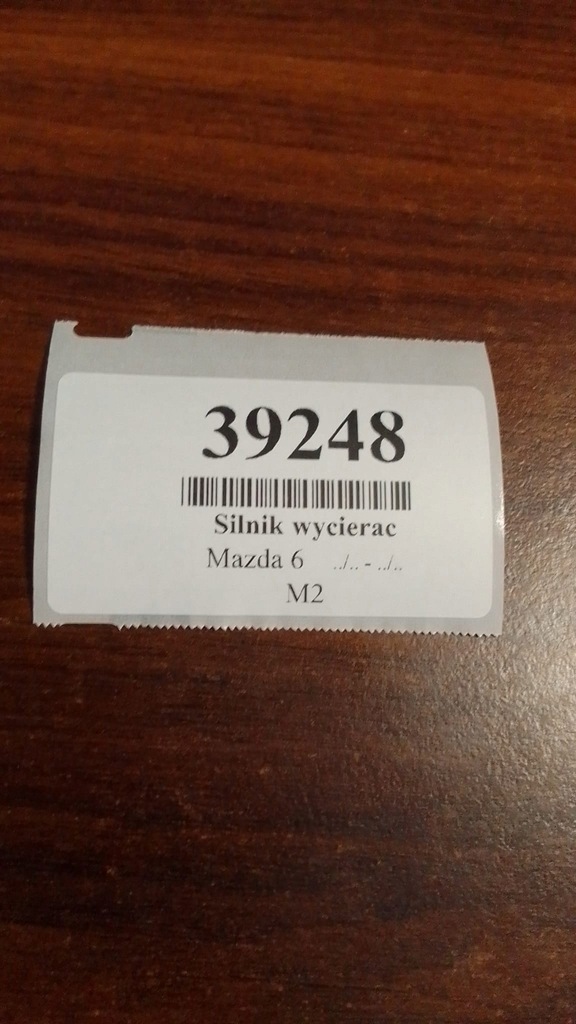 39248
Silnik wycierac
Mazda 6 ../.. - ../..
M2